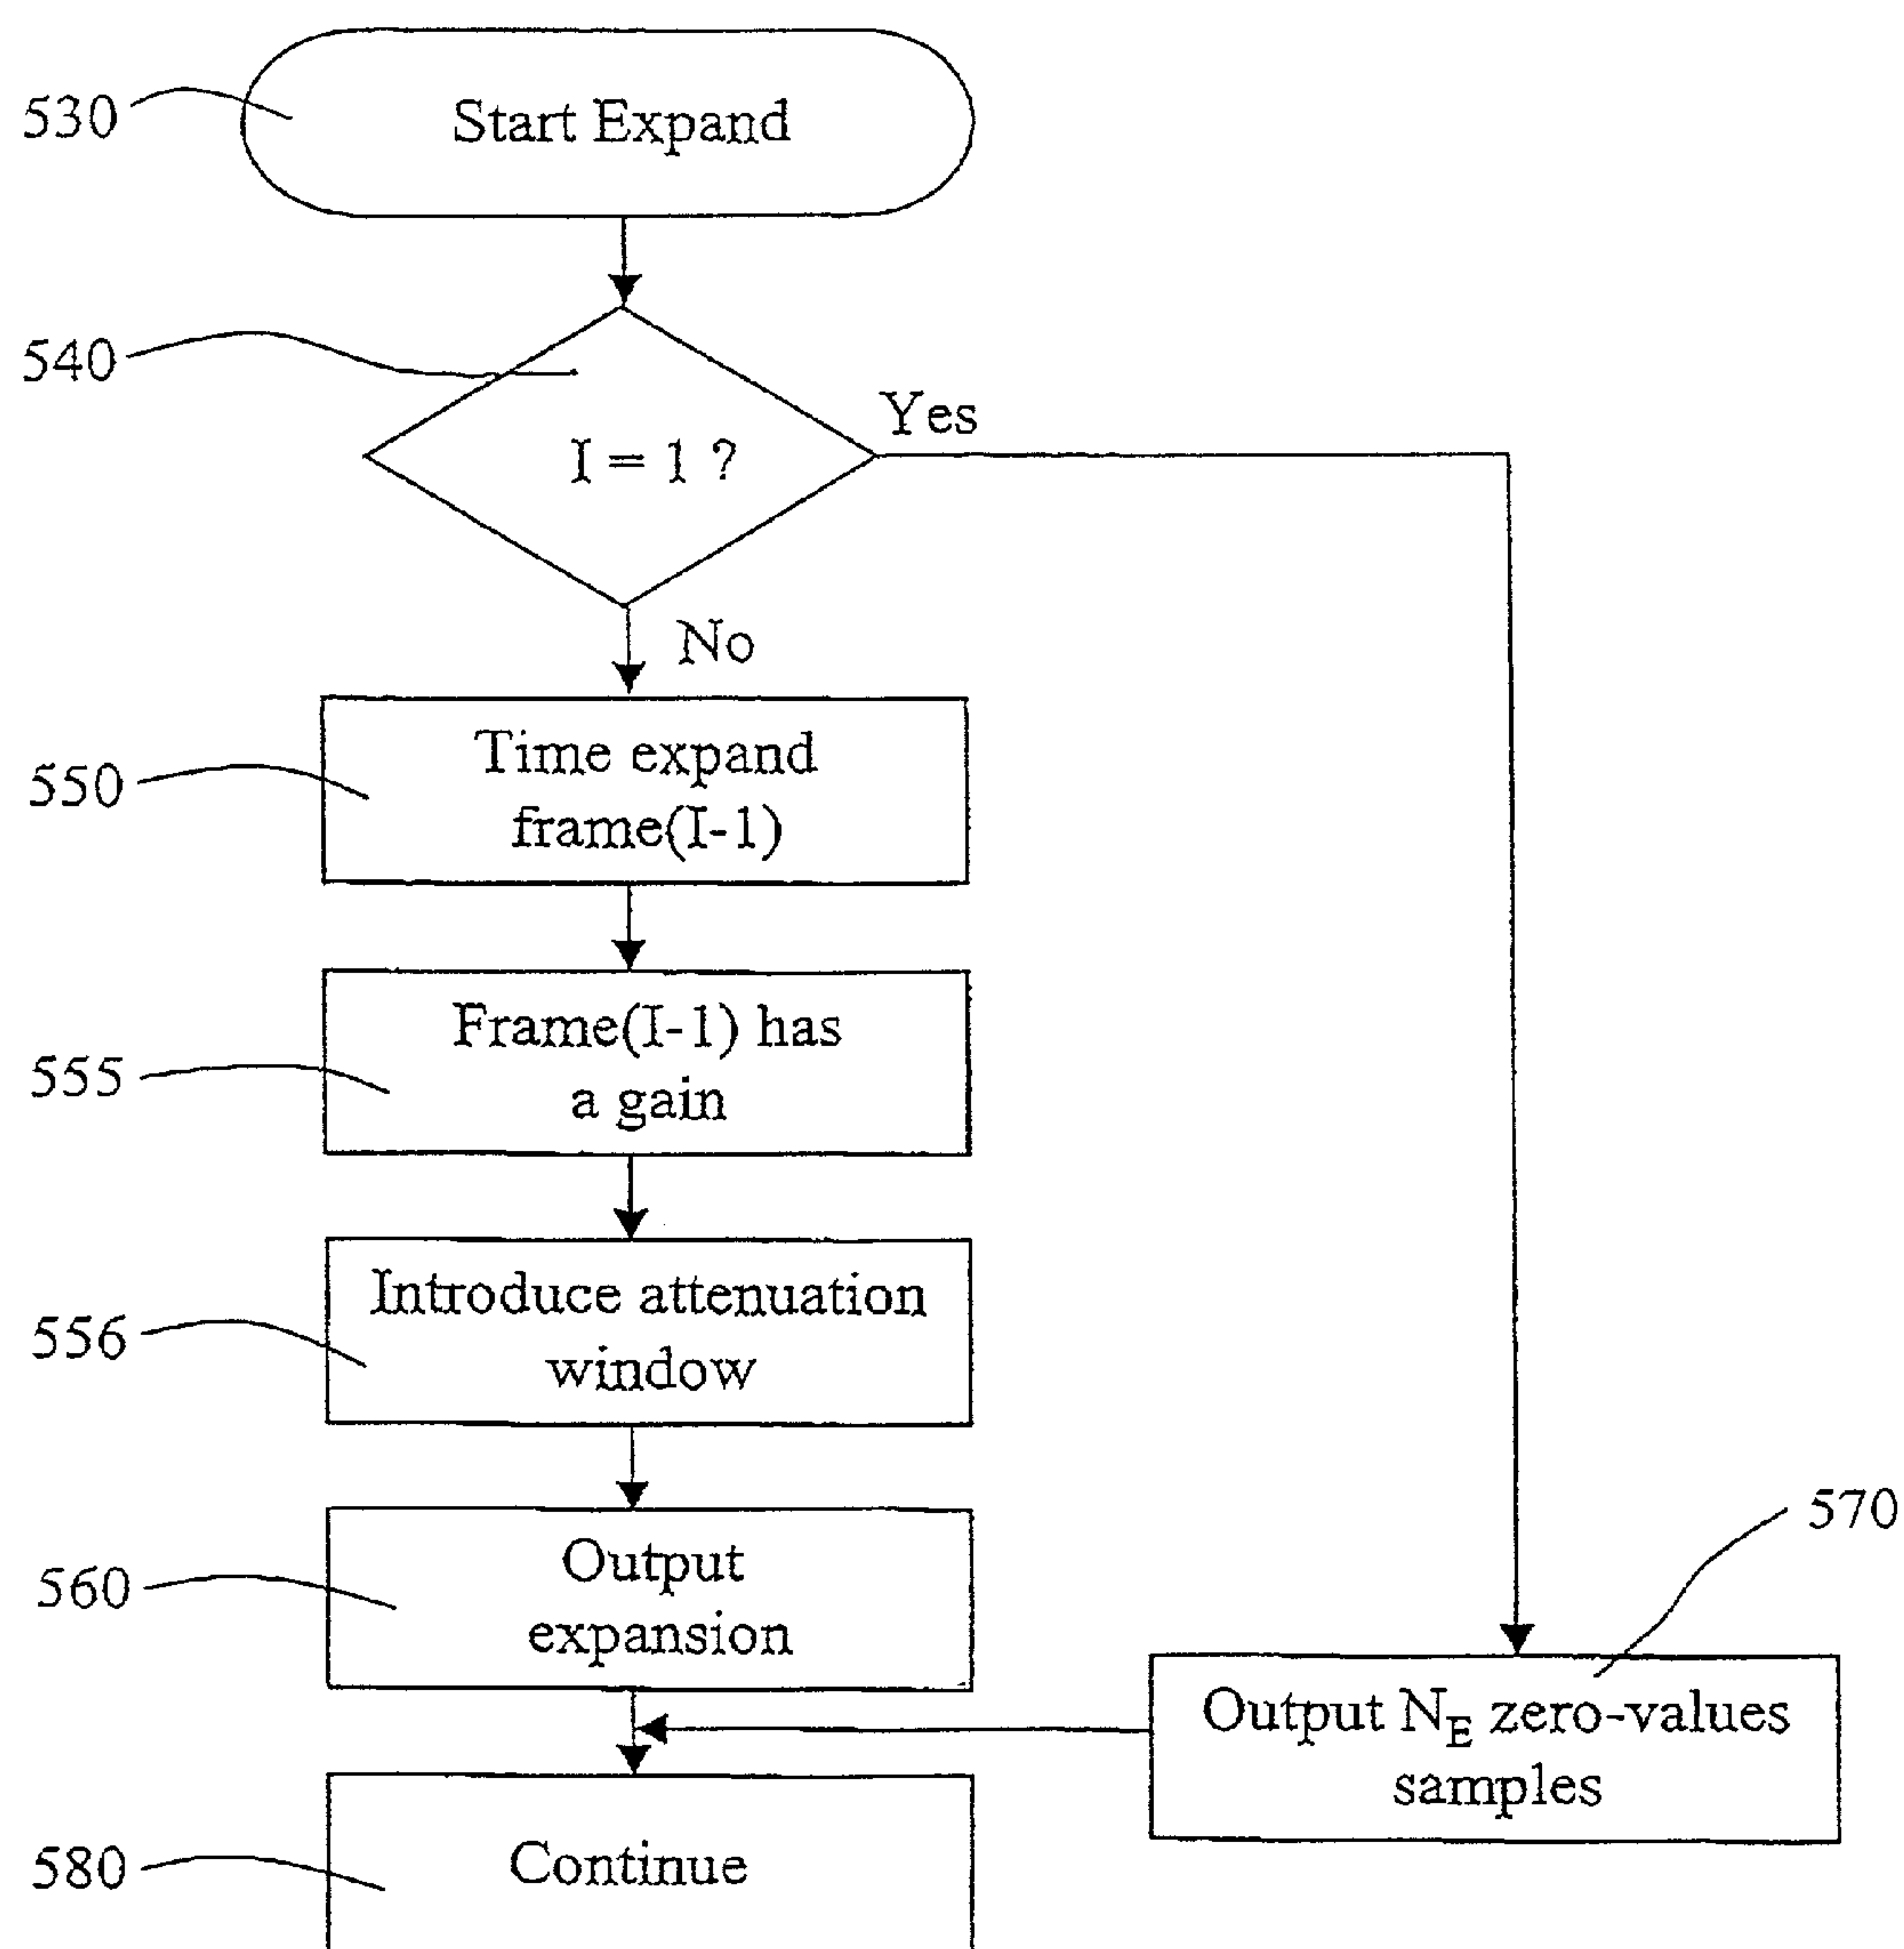 530
Start Expand
540
I = 1 ?
Yes
No
550
Time expand
frame(I-1)
555
Frame(I-1) has
a gain
556
Introduce attenuation
window
560
Output
expansion
570
Output N_E zero-values
samples
580
Continue